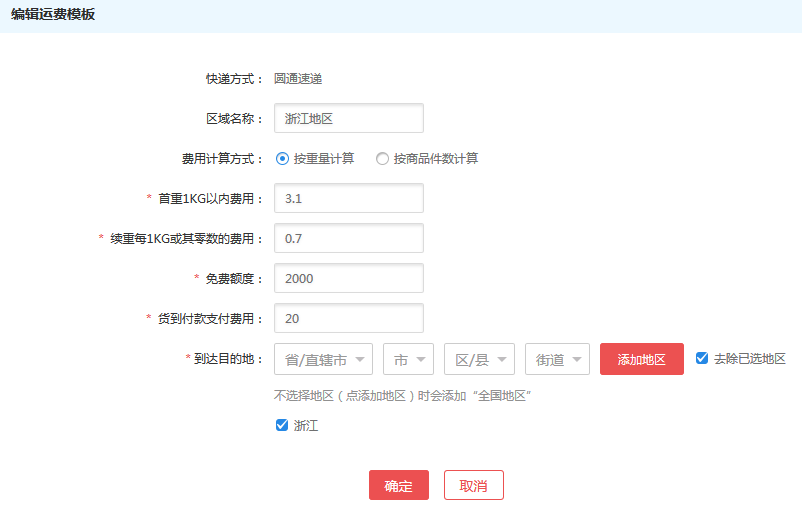 编辑运费模板
快递方式： 圆通速递
区域名称： 浙江地区
费用计算方式： 按重量计算 按商品件数计算
* 首重1KG以内费用： 3.1
* 续重每1KG或其零数的费用： 0.7
* 免费额度： 2000
* 货到付款支付费用： 20
* 到达目的地： 省/直辖市 市 区/县 街道 添加地区 去除已选地区
不选择地区（点添加地区）时会添加“全国地区”
浙江
确定 取消